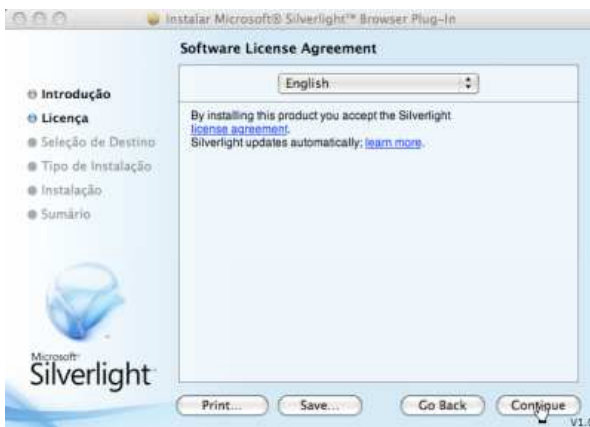 Instalar Microsoft® Silverlight™ Browser Plug-In
Software License Agreement
English
Introdução
Licença
Seleção de Destino
Tipo de Instalação
Instalação
Sumário
By installing this product you accept the Silverlight
license agreement.
Silverlight updates automatically; learn more.
Microsoft®
Silverlight
Print... Save... Go Back Continue